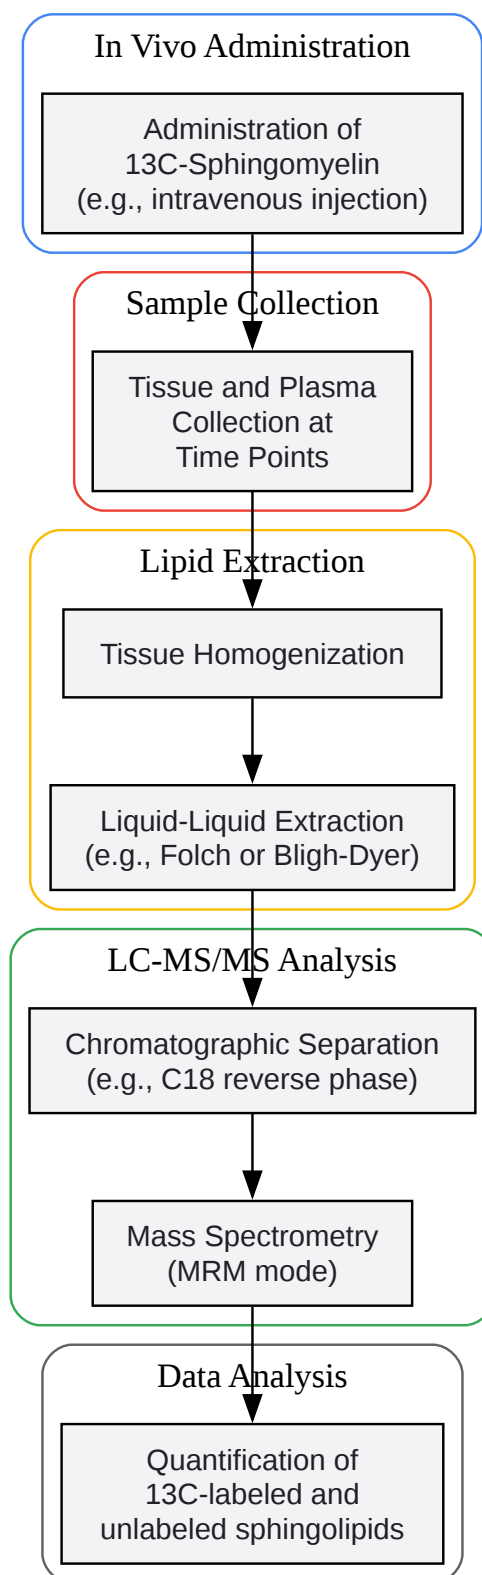 In Vivo Administration
Administration of
13C-Sphingomyelin
(e.g., intravenous injection)
Sample Collection
Tissue and Plasma
Collection at
Time Points
Lipid Extraction
Tissue Homogenization
Liquid-Liquid Extraction
(e.g., Folch or Bligh-Dyer)
LC-MS/MS Analysis
Chromatographic Separation
(e.g., C18 reverse phase)
Mass Spectrometry
(MRM mode)
Data Analysis
Quantification of
13C-labeled and
unlabeled sphingolipids